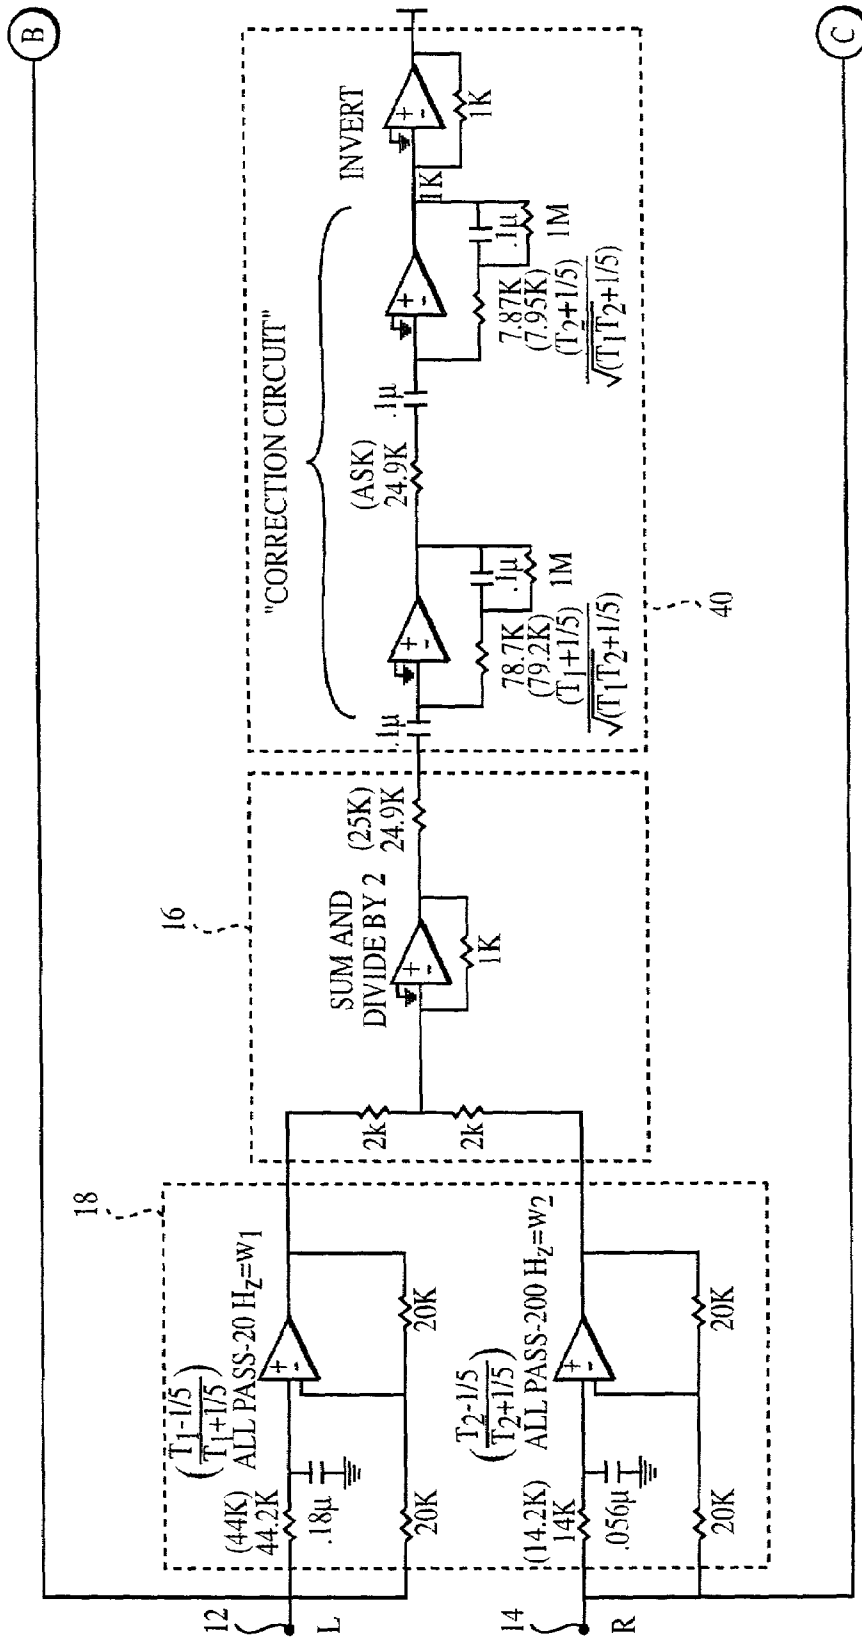 B
C
"CORRECTION CIRCUIT"
INVERT
1K
1K
.1µ
1M
7.87K
(7.95K)
(T2+1/5)
√(T1T2+1/5)
.1µ
(ASK)
24.9K
.1µ
1M
78.7K
(79.2K)
(T1+1/5)
√(T1T2+1/5)
.1µ
40
16
(25K)
24.9K
SUM AND
DIVIDE BY 2
1K
2k
2k
18
(T1-1/5)
(T1+1/5)
ALL PASS-20 HZ=W1
(44K)
44.2K
.18µ
20K
20K
(T2-1/5)
(T2+1/5)
ALL PASS-200 HZ=W2
(14.2K)
14K
.056µ
20K
20K
12
L
14
R
+
-
+
-
+
-
+
-
+
-
+
-